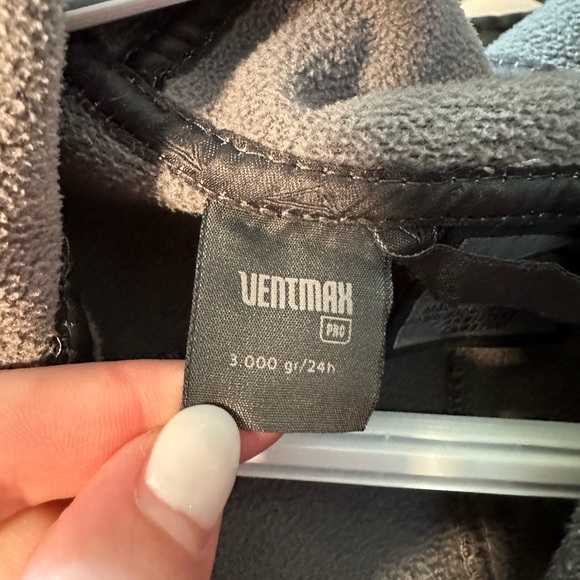 VENTMAX
PRO
3.000 gr/24h